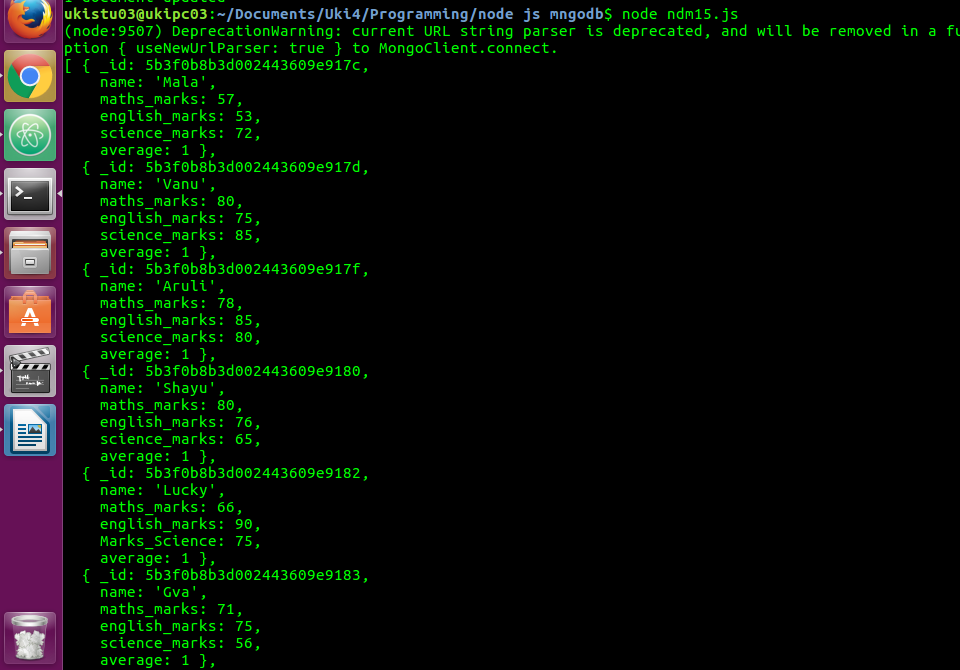 1 document updated
ukistu03@ukipc03:~/Documents/Uki4/Programming/node js mngodb$ node ndm15.js
(node:9507) DeprecationWarning: current URL string parser is deprecated, and will be removed in a fu
ption { useNewUrlParser: true } to MongoClient.connect.
[ { _id: 5b3f0b8b3d002443609e917c,
    name: 'Mala',
    maths_marks: 57,
    english_marks: 53,
    science_marks: 72,
    average: 1 },
  { _id: 5b3f0b8b3d002443609e917d,
    name: 'Vanu',
    maths_marks: 80,
    english_marks: 75,
    science_marks: 85,
    average: 1 },
  { _id: 5b3f0b8b3d002443609e917f,
    name: 'Aruli',
    maths_marks: 78,
    english_marks: 85,
    science_marks: 80,
    average: 1 },
  { _id: 5b3f0b8b3d002443609e9180,
    name: 'Shayu',
    maths_marks: 80,
    english_marks: 76,
    science_marks: 65,
    average: 1 },
  { _id: 5b3f0b8b3d002443609e9182,
    name: 'Lucky',
    maths_marks: 66,
    english_marks: 90,
    Marks_Science: 75,
    average: 1 },
  { _id: 5b3f0b8b3d002443609e9183,
    name: 'Gva',
    maths_marks: 71,
    english_marks: 75,
    science_marks: 56,
    average: 1 },